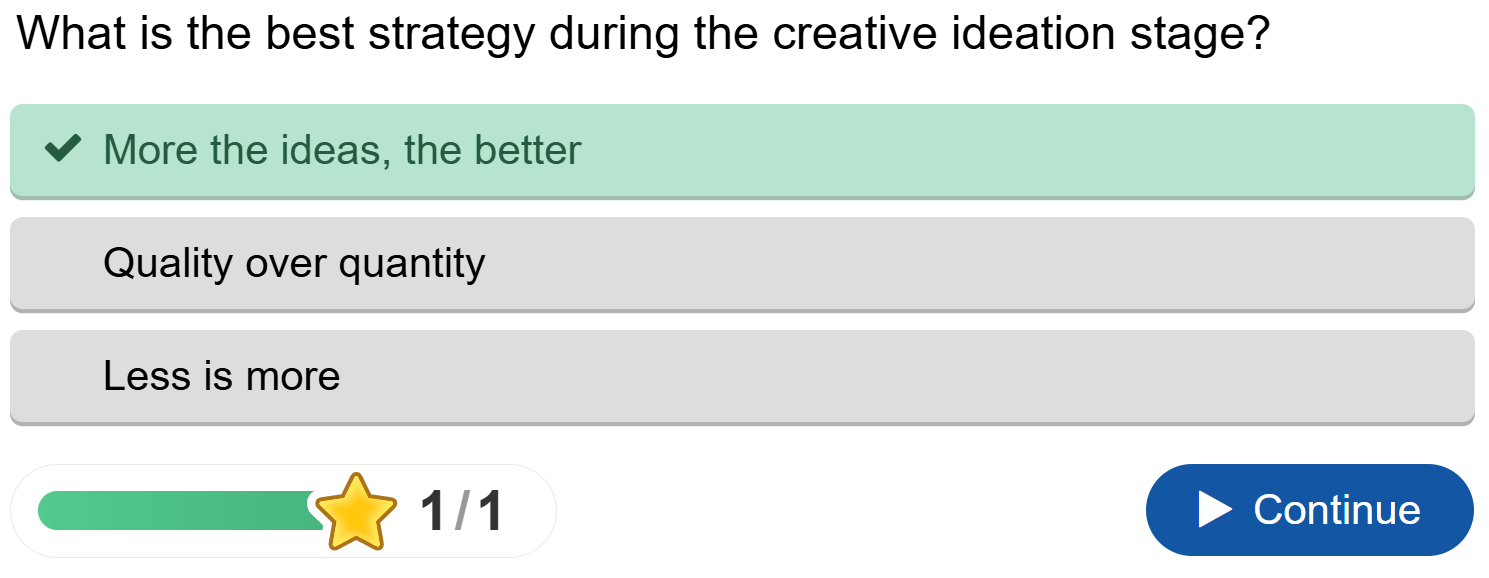 What is the best strategy during the creative ideation stage?
More the ideas, the better
Quality over quantity
Less is more
1/1
Continue